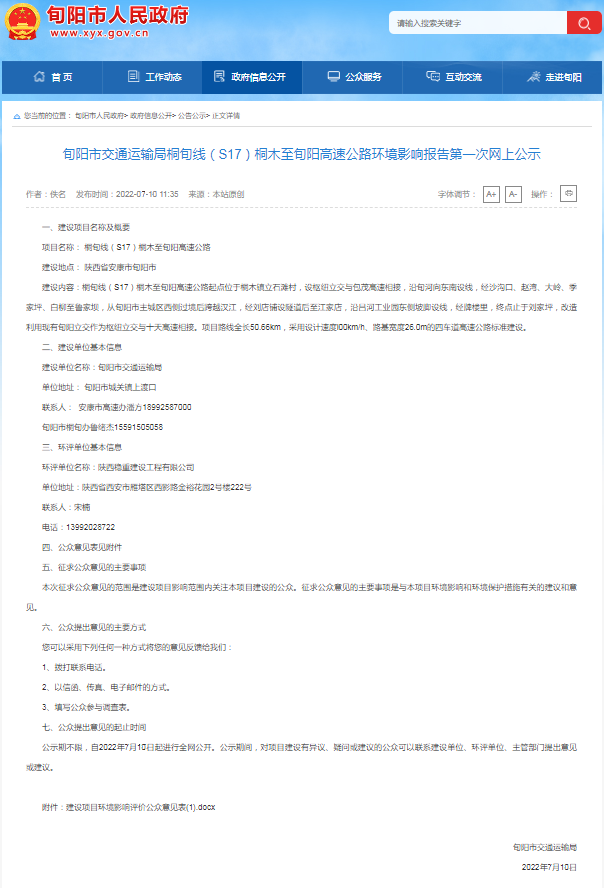 旬阳市人民政府
www.xyx.gov.cn
请输入搜索关键字
首页 工作动态 政府信息公开 公众服务 互动交流 走进旬阳
您当前的位置： 旬阳市人民政府> 政府信息公开> 公告公示> 正文详情
旬阳市交通运输局桐旬线（S17）桐木至旬阳高速公路环境影响报告第一次网上公示
作者：佚名 发布时间：2022-07-10 11:35 来源：本站原创 字体调节： A+ A- 操作：
一、建设项目名称及概要
项目名称： 桐旬线（S17）桐木至旬阳高速公路
建设地点： 陕西省安康市旬阳市
建设内容：桐旬线（S17）桐木至旬阳高速公路起点位于桐木镇立石滩村，设枢纽立交与包茂高速相接，沿旬河向东南设线，经沙沟口、赵湾、大岭、季
家坪、白柳至鲁家坝，从旬阳市主城区西侧过境后跨越汉江，经刘店铺设隧道后至江家店，沿吕河工业园东侧坡脚设线，经牌楼里，终点止于刘家坪，改造
利用现有旬阳立交作为枢纽立交与十天高速相接。项目路线全长50.66km，采用设计速度l00km/h、路基宽度26.0m的四车道高速公路标准建设。
二、建设单位基本信息
建设单位名称：旬阳市交通运输局
单位地址： 旬阳市城关镇上渡口
联系人： 安康市高速办潘方18992587000
旬阳市桐旬办鲁绪杰15591505058
三、环评单位基本信息
环评单位名称：陕西稳重建设工程有限公司
单位地址：陕西省西安市雁塔区西影路金裕花园2号楼222号
联系人：宋楠
电话：13992028722
四、公众意见表见附件
五、征求公众意见的主要事项
本次征求公众意见的范围是建设项目影响范围内关注本项目建设的公众。征求公众意见的主要事项是与本项目环境影响和环境保护措施有关的建议和意
见。
六、公众提出意见的主要方式
您可以采用下列任何一种方式将您的意见反馈给我们：
1、拨打联系电话。
2、以信函、传真、电子邮件的方式。
3、填写公众参与调查表。
七、公众提出意见的起止时间
公示期不限，自2022年7月10日起进行全网公开。公示期间，对项目建设有异议、疑问或建议的公众可以联系建设单位、环评单位、主管部门提出意见
或建议。
附件：建设项目环境影响评价公众意见表(1).docx
旬阳市交通运输局
2022年7月10日